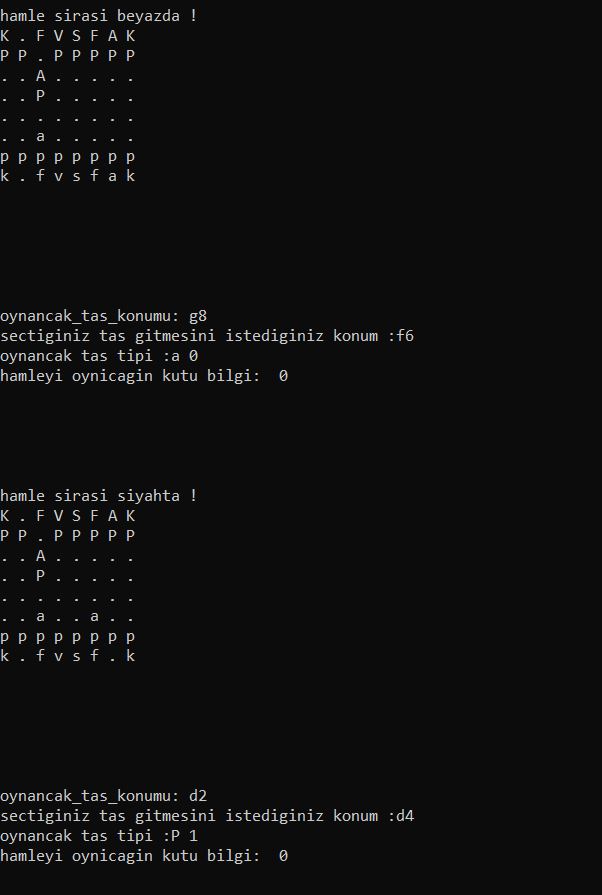 hamle sirasi beyazda !
K . F V S F A K
P P . P P P P P
. . A . . . . .
. . P . . . . .
. . . . . . . .
. . a . . . . .
p p p p p p p p
k . f v s f a k
oynancak_tas_konumu: g8
sectiginiz tas gitmesini istediginiz konum :f6
oynancak tas tipi :a 0
hamleyi oynicagin kutu bilgi:  0
hamle sirasi siyahta !
K . F V S F A K
P P . P P P P P
. . A . . . . .
. . P . . . . .
. . . . . . . .
. . a . . a . .
p p p p p p p p
k . f v s f . k
oynancak_tas_konumu: d2
sectiginiz tas gitmesini istediginiz konum :d4
oynancak tas tipi :P 1
hamleyi oynicagin kutu bilgi:  0